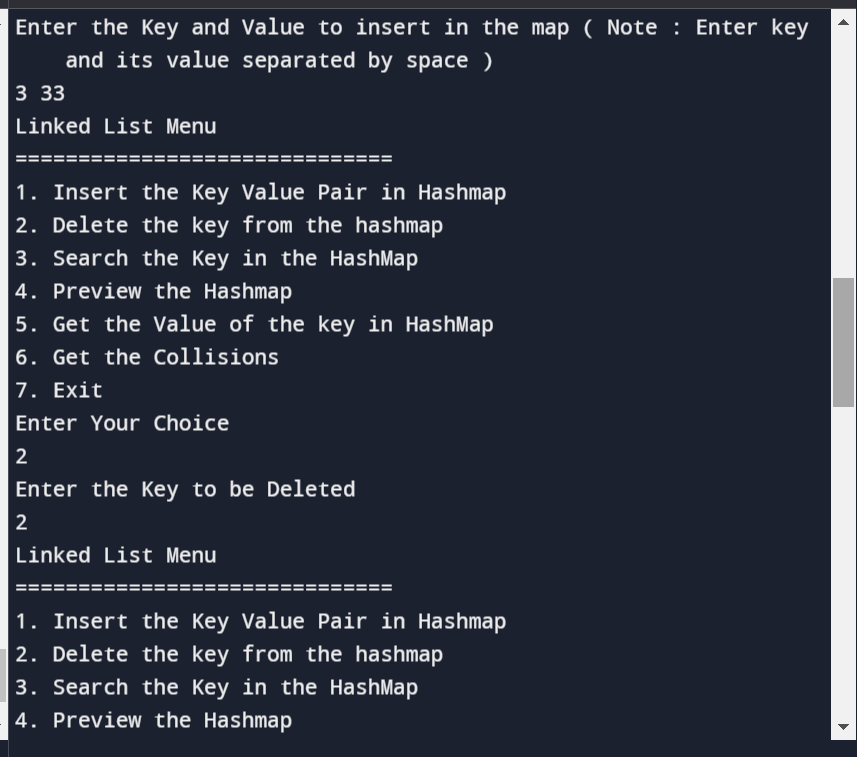 Enter the Key and Value to insert in the map ( Note : Enter key
and its value separated by space )
3 33
Linked List Menu
==============================
1. Insert the Key Value Pair in Hashmap
2. Delete the key from the hashmap
3. Search the Key in the HashMap
4. Preview the Hashmap
5. Get the Value of the key in HashMap
6. Get the Collisions
7. Exit
Enter Your Choice
2
Enter the Key to be Deleted
2
Linked List Menu
==============================
1. Insert the Key Value Pair in Hashmap
2. Delete the key from the hashmap
3. Search the Key in the HashMap
4. Preview the Hashmap